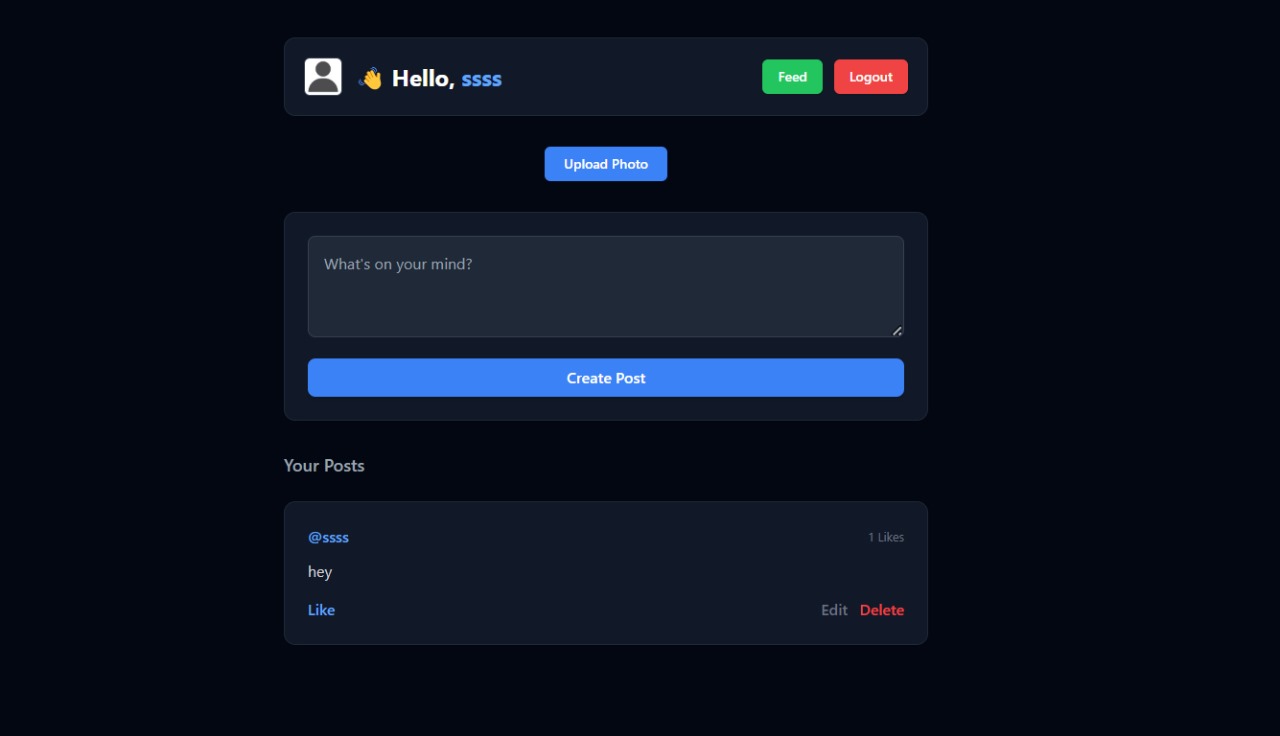 👋 Hello, ssss
Feed
Logout
Upload Photo
What's on your mind?
Create Post
Your Posts
@ssss
1 Likes
hey
Like
Edit
Delete